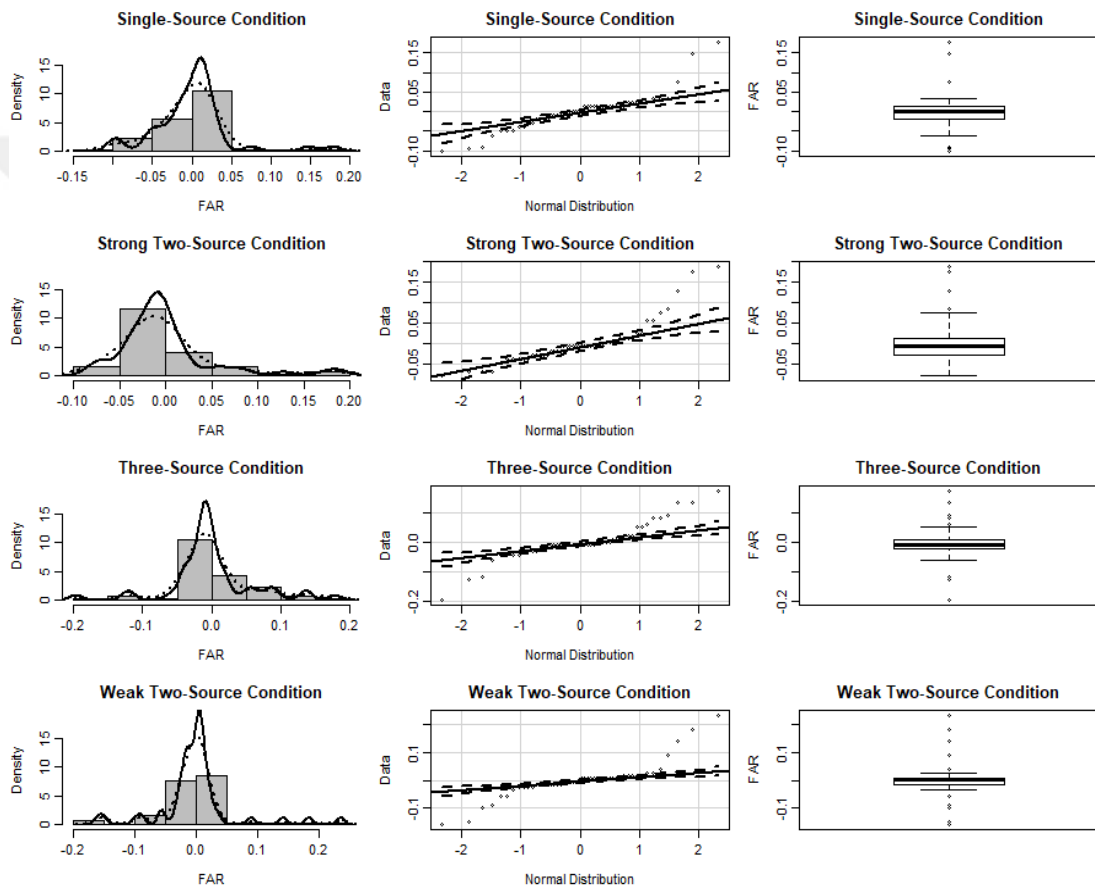 Single-Source Condition
Density
0 5 10 15
-0.15 -0.05 0.00 0.05 0.10 0.15 0.20
FAR
Single-Source Condition
Data
-0.10 0.05 0.15
-2 -1 0 1 2
Normal Distribution
Single-Source Condition
FAR
-0.10 0.05 0.15
Strong Two-Source Condition
Density
0 5 10 15
-0.10 -0.05 0.00 0.05 0.10 0.15 0.20
FAR
Strong Two-Source Condition
Data
-0.05 0.05 0.15
-2 -1 0 1 2
Normal Distribution
Strong Two-Source Condition
FAR
-0.05 0.05 0.15
Three-Source Condition
Density
0 5 10 15
-0.2 -0.1 0.0 0.1 0.2
FAR
Three-Source Condition
Data
-0.2 0.0
-2 -1 0 1 2
Normal Distribution
Three-Source Condition
FAR
-0.2 0.0
Weak Two-Source Condition
Density
0 5 10 15
-0.2 -0.1 0.0 0.1 0.2
FAR
Weak Two-Source Condition
Data
-0.1 0.1
-2 -1 0 1 2
Normal Distribution
Weak Two-Source Condition
FAR
-0.1 0.1